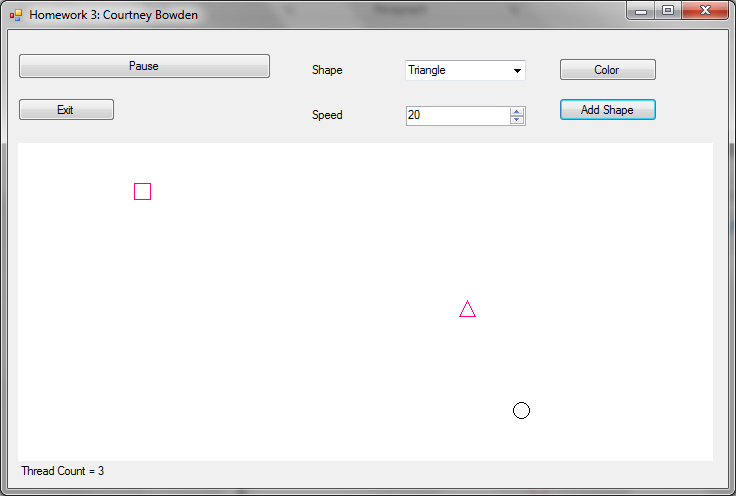 Homework 3: Courtney Bowden
Pause
Shape
Triangle
Color
Exit
Speed
20
Add Shape
Thread Count = 3